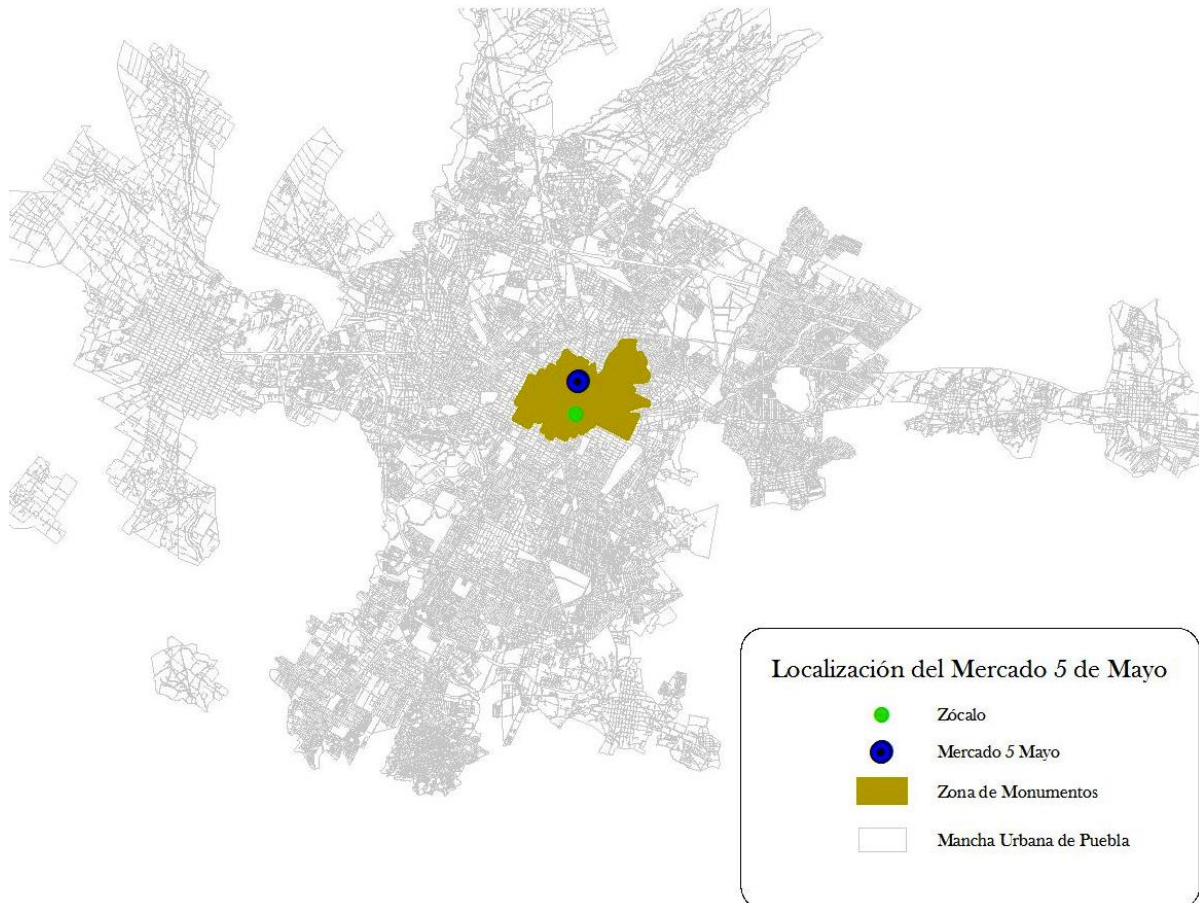 Localización del Mercado 5 de Mayo
Zócalo
Mercado 5 Mayo
Zona de Monumentos
Mancha Urbana de Puebla